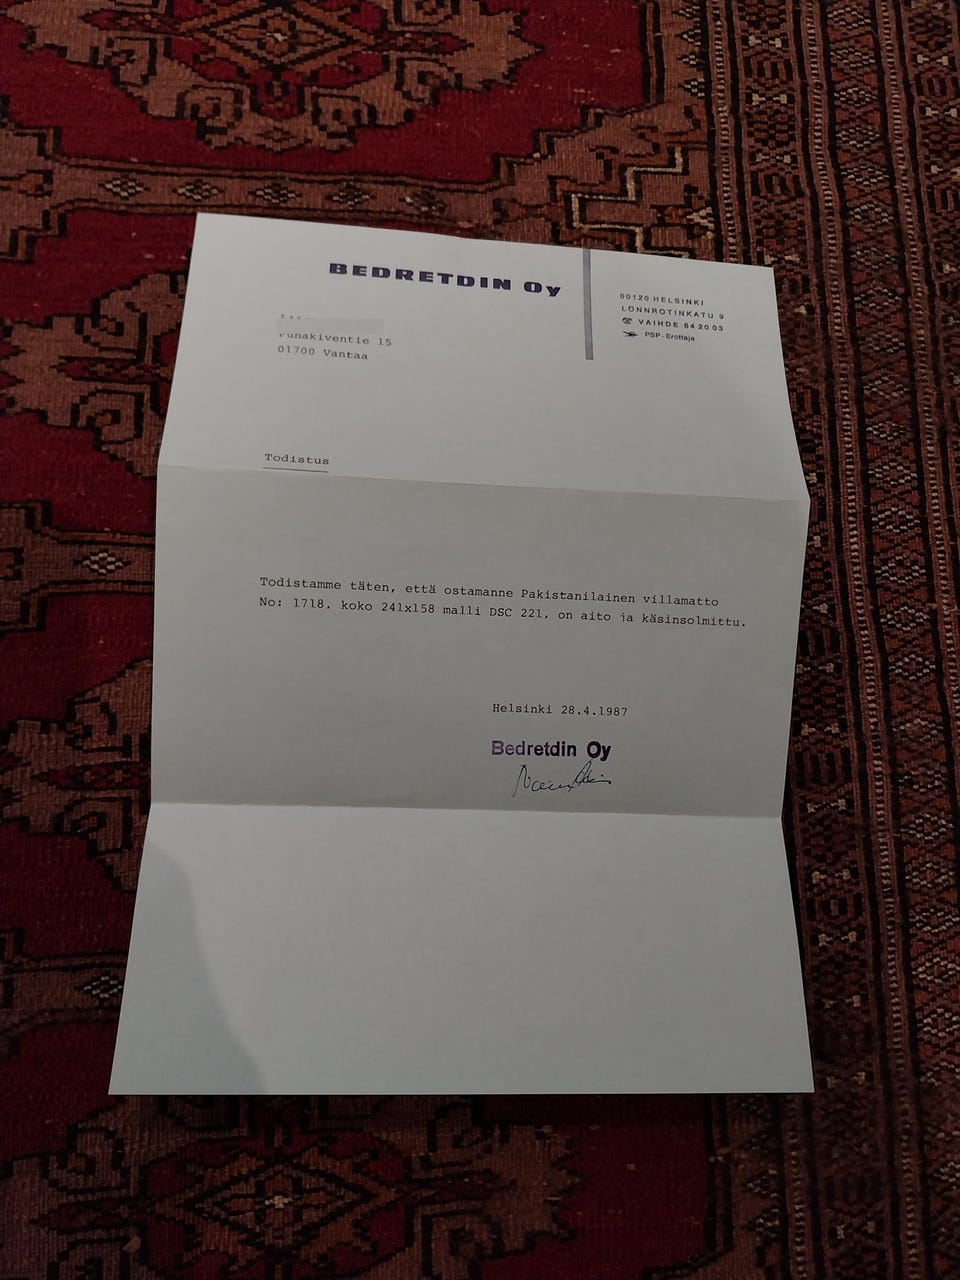 BEDRETDIN Oy
00120 HELSINKI
LÖNNROTINKATU 9
VAIHDE 64 20 03
PSP-Erottaja
Punakiventie 15
01700 Vantaa
Todistus
Todistamme täten, että ostamanne Pakistanilainen villamatto
No: 1718, koko 241x158 malli DSC 221, on aito ja käsinsolmittu.
Helsinki 28.4.1987
Bedretdin Oy